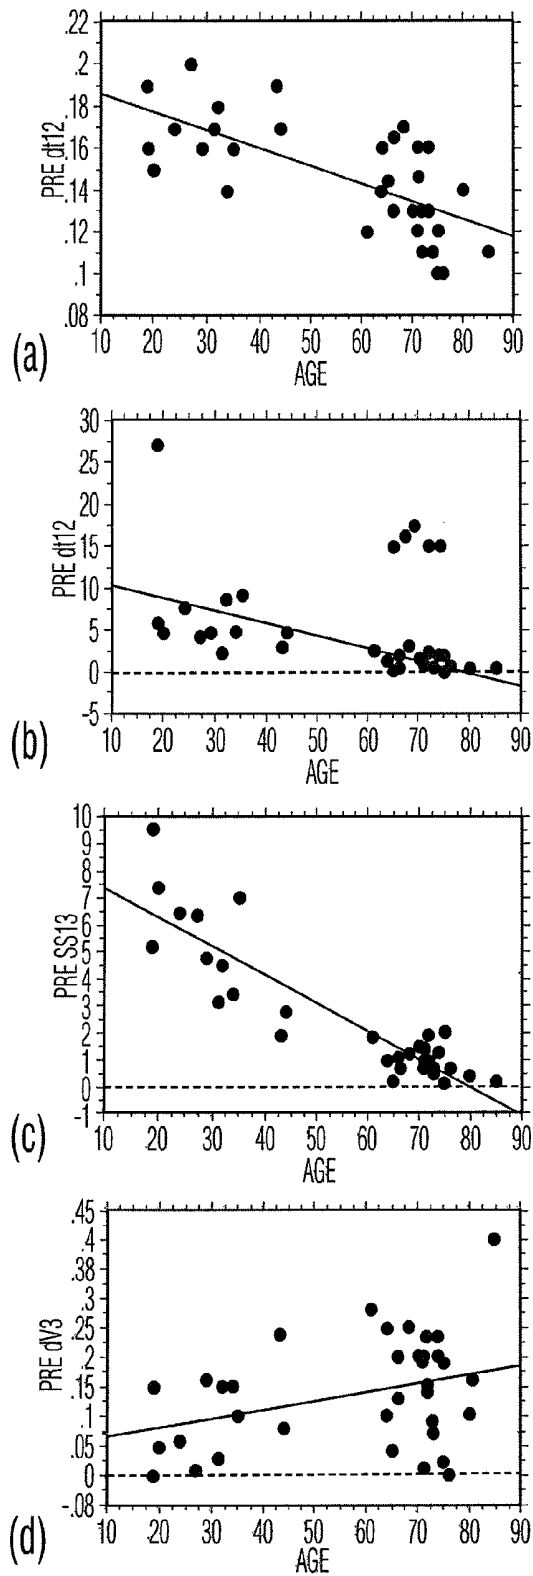 .22
.2
.18
.16
.14
.12
.1
.08
PRE dt12
10 20 30 40 50 60 70 80 90
AGE
(a)
30
25
20
15
10
5
0
-5
PRE dt12
10 20 30 40 50 60 70 80 90
AGE
(b)
10
9
8
7
6
5
4
3
2
1
0
-1
PRE SS13
10 20 30 40 50 60 70 80 90
AGE
(c)
.45
.4
.38
.3
.25
.2
.15
.1
.05
0
-.08
PRE dV3
10 20 30 40 50 60 70 80 90
AGE
(d)